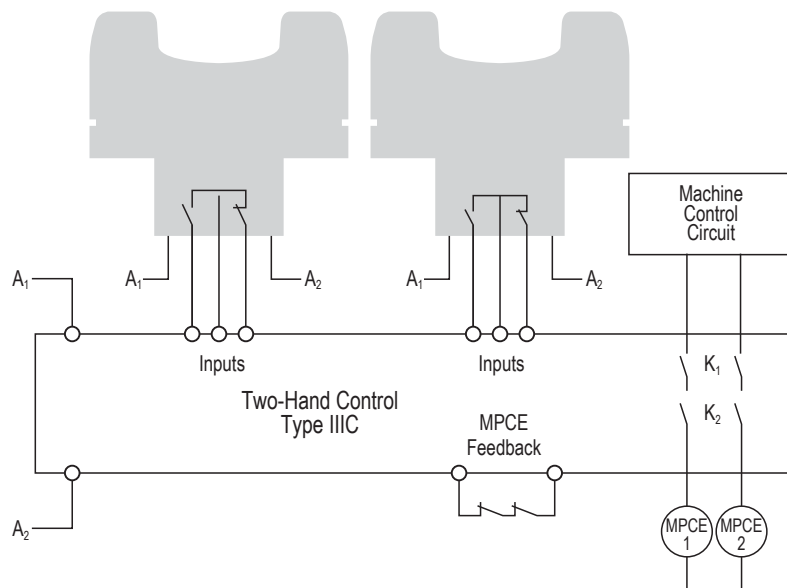 Machine
Control
Circuit
A₁
A₁
A₂
A₁
A₂
Inputs
Inputs
K₁
Two-Hand Control
Type IIIC
MPCE
Feedback
K₂
A₂
MPCE
1
MPCE
2